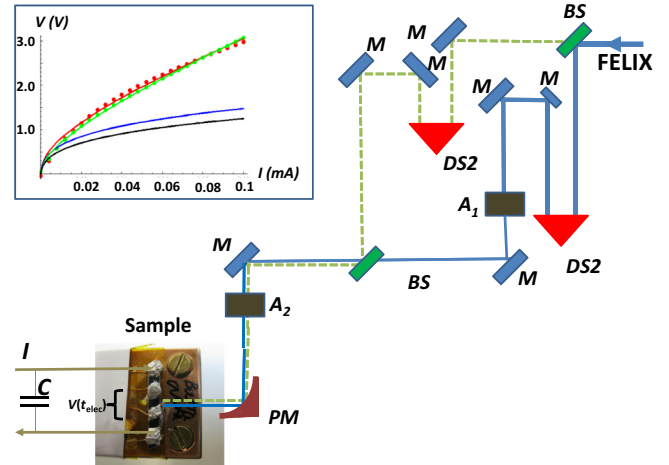 V (V)
3.0
2.0
1.0
0.02 0.04 0.06 0.08 0.1
I (mA)
BS
FELIX
M
M
M
M
M
DS2
A1
DS2
M
BS
M
A2
Sample
I
C
V(telec)
PM